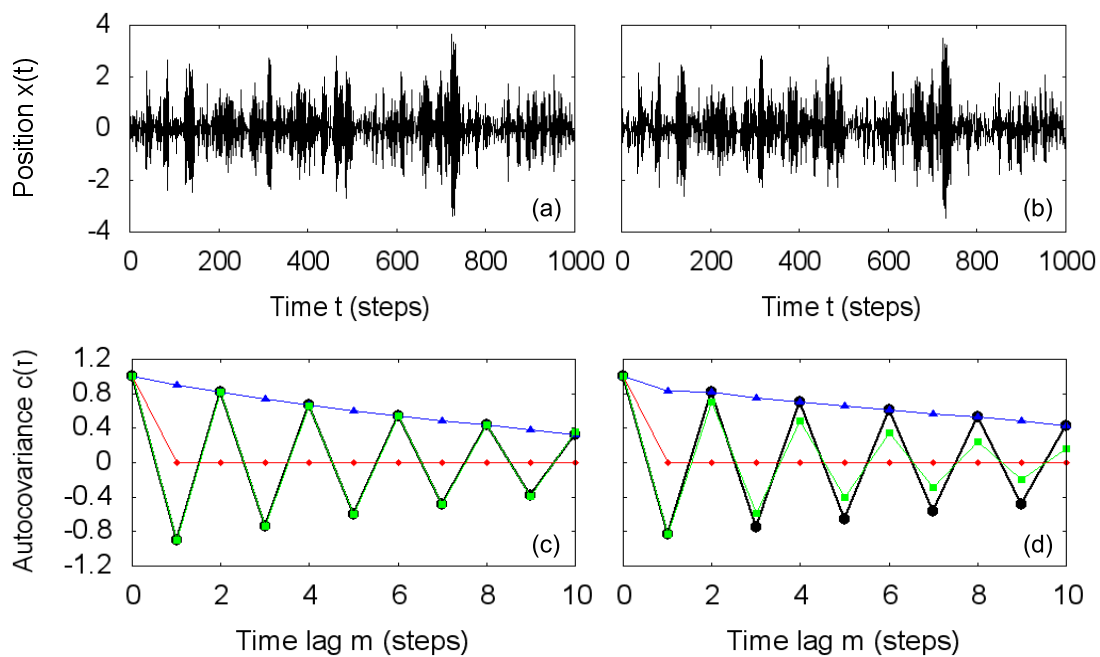 Position x(t)
4
2
0
-2
-4
(a)
(b)
0 200 400 600 800 1000
0 200 400 600 800 1000
Time t (steps)
Time t (steps)
Autocovariance c(τ)
1.2
0.8
0.4
0
-0.4
-0.8
-1.2
(c)
(d)
0 2 4 6 8 10
0 2 4 6 8 10
Time lag m (steps)
Time lag m (steps)